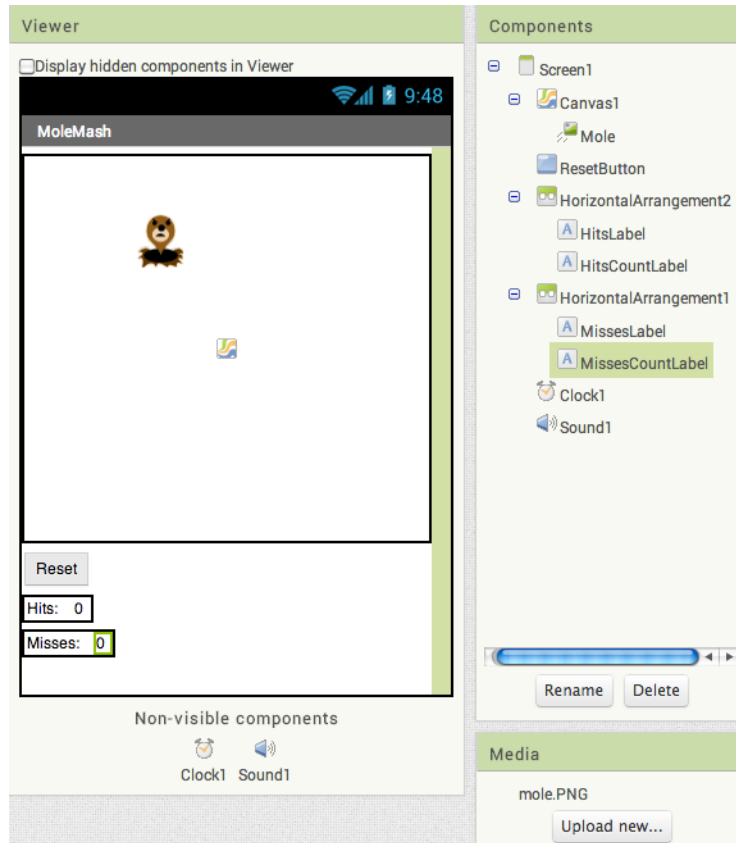 Viewer
Display hidden components in Viewer
9:48
MoleMash
Reset
Hits: 0
Misses: 0
Non-visible components
Clock1 Sound1
Components
Screen1
Canvas1
Mole
ResetButton
HorizontalArrangement2
A HitsLabel
A HitsCountLabel
HorizontalArrangement1
A MissesLabel
A MissesCountLabel
Clock1
Sound1
Rename Delete
Media
mole.PNG
Upload new...